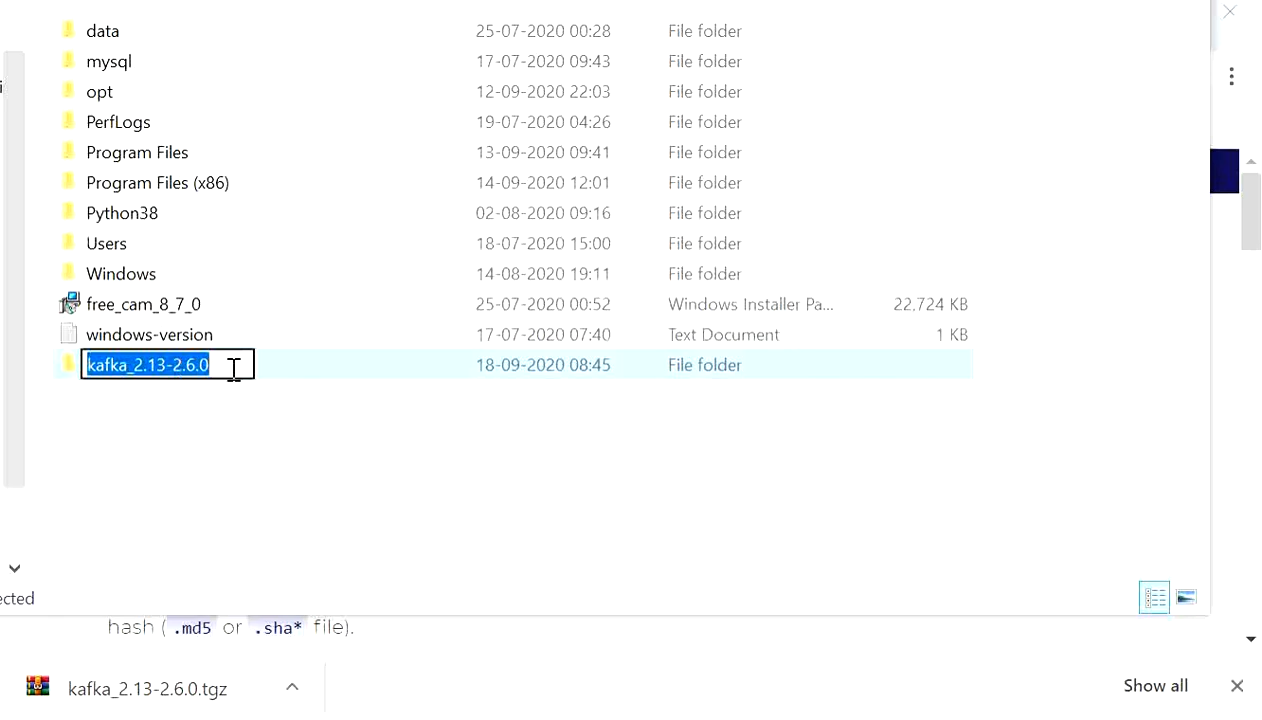 data 25-07-2020 00:28 File folder
mysql 17-07-2020 09:43 File folder
opt 12-09-2020 22:03 File folder
PerfLogs 19-07-2020 04:26 File folder
Program Files 13-09-2020 09:41 File folder
Program Files (x86) 14-09-2020 12:01 File folder
Python38 02-08-2020 09:16 File folder
Users 18-07-2020 15:00 File folder
Windows 14-08-2020 19:11 File folder
free_cam_8_7_0 25-07-2020 00:52 Windows Installer Pa... 22,724 KB
windows-version 17-07-2020 07:40 Text Document 1 KB
kafka_2.13-2.6.0 18-09-2020 08:45 File folder
ected
hash ( .md5 or .sha* file).
kafka_2.13-2.6.0.tgz Show all